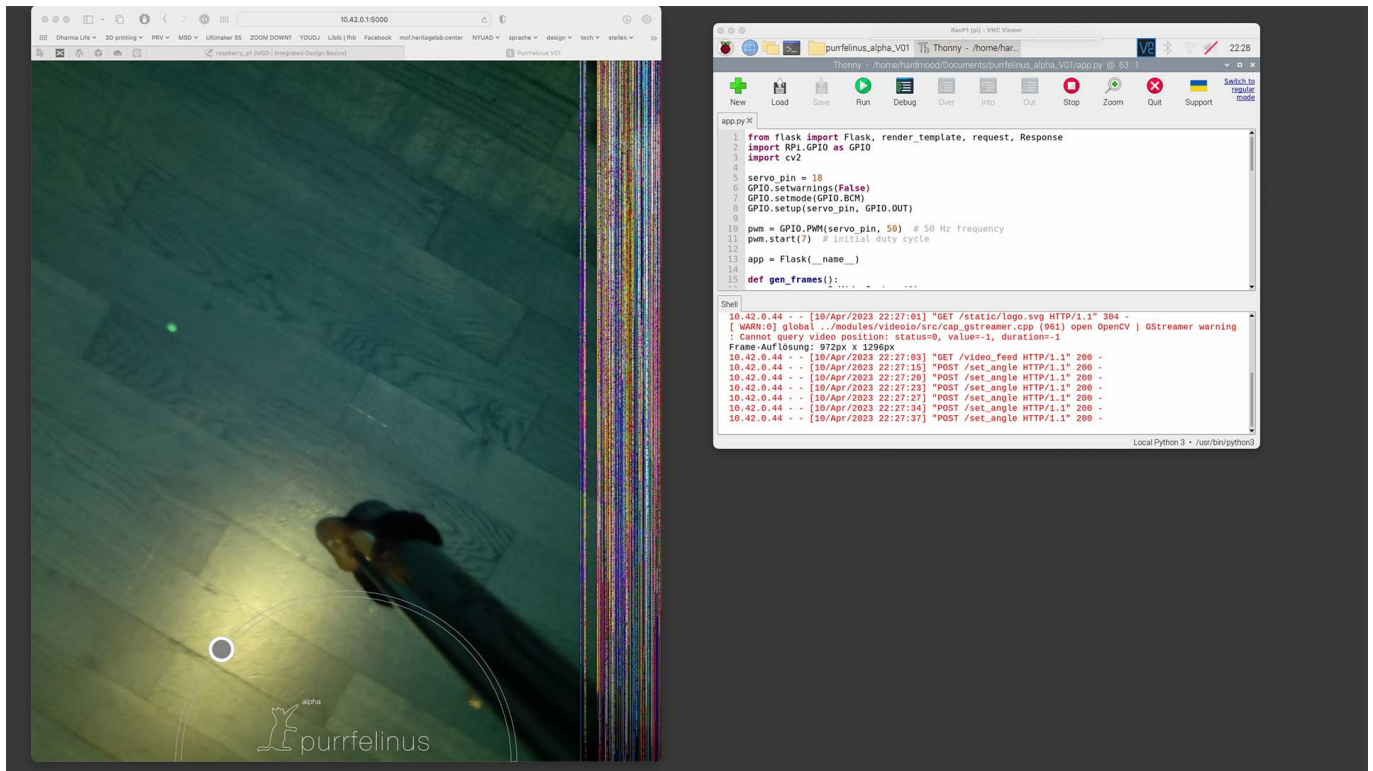 10.42.0.1:5000
Dharma Life 3D printing PRV MSD Ultimaker S5 ZOOM DOWN? YOUDJ Libib | fhb Facebook mof.heritagelab.center NYUAD sprache design tech stellen >>
raspberry_pi [MSD | Integrated Design Basics] PurrFelinus V01
alpha
purrfelinus
RasPi1 (pi) - VNC Viewer
purrfelinus_alpha_V01 Thonny - /home/har... 22:28
Thonny - /home/hardmood/Documents/purrfelinus_alpha_V01/app.py @ 63 : 1
New Load Save Run Debug Over Into Out Stop Zoom Quit Support Switch to
regular
mode
app.py
1 from flask import Flask, render_template, request, Response
2 import RPi.GPIO as GPIO
3 import cv2
4
5 servo_pin = 18
6 GPIO.setwarnings(False)
7 GPIO.setmode(GPIO.BCM)
8 GPIO.setup(servo_pin, GPIO.OUT)
9
10 pwm = GPIO.PWM(servo_pin, 50) # 50 Hz frequency
11 pwm.start(7) # initial duty cycle
12
13 app = Flask(__name__)
14
15 def gen_frames():
Shell
10.42.0.44 - - [10/Apr/2023 22:27:01] "GET /static/logo.svg HTTP/1.1" 304 -
[ WARN:0] global ../modules/videoio/src/cap_gstreamer.cpp (961) open OpenCV | GStreamer warning
: Cannot query video position: status=0, value=-1, duration=-1
Frame-Auflösung: 972px x 1296px
10.42.0.44 - - [10/Apr/2023 22:27:03] "GET /video_feed HTTP/1.1" 200 -
10.42.0.44 - - [10/Apr/2023 22:27:15] "POST /set_angle HTTP/1.1" 200 -
10.42.0.44 - - [10/Apr/2023 22:27:20] "POST /set_angle HTTP/1.1" 200 -
10.42.0.44 - - [10/Apr/2023 22:27:23] "POST /set_angle HTTP/1.1" 200 -
10.42.0.44 - - [10/Apr/2023 22:27:27] "POST /set_angle HTTP/1.1" 200 -
10.42.0.44 - - [10/Apr/2023 22:27:34] "POST /set_angle HTTP/1.1" 200 -
10.42.0.44 - - [10/Apr/2023 22:27:37] "POST /set_angle HTTP/1.1" 200 -
Local Python 3 • /usr/bin/python3